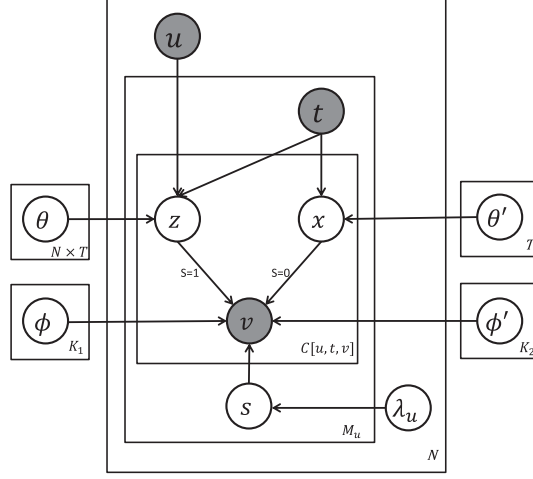 u
t
θ
z
x
θ′
N × T
T
S=1
S=0
ϕ
v
ϕ′
K₁
C[u,t,v]
K₂
s
λᵤ
Mᵤ
N